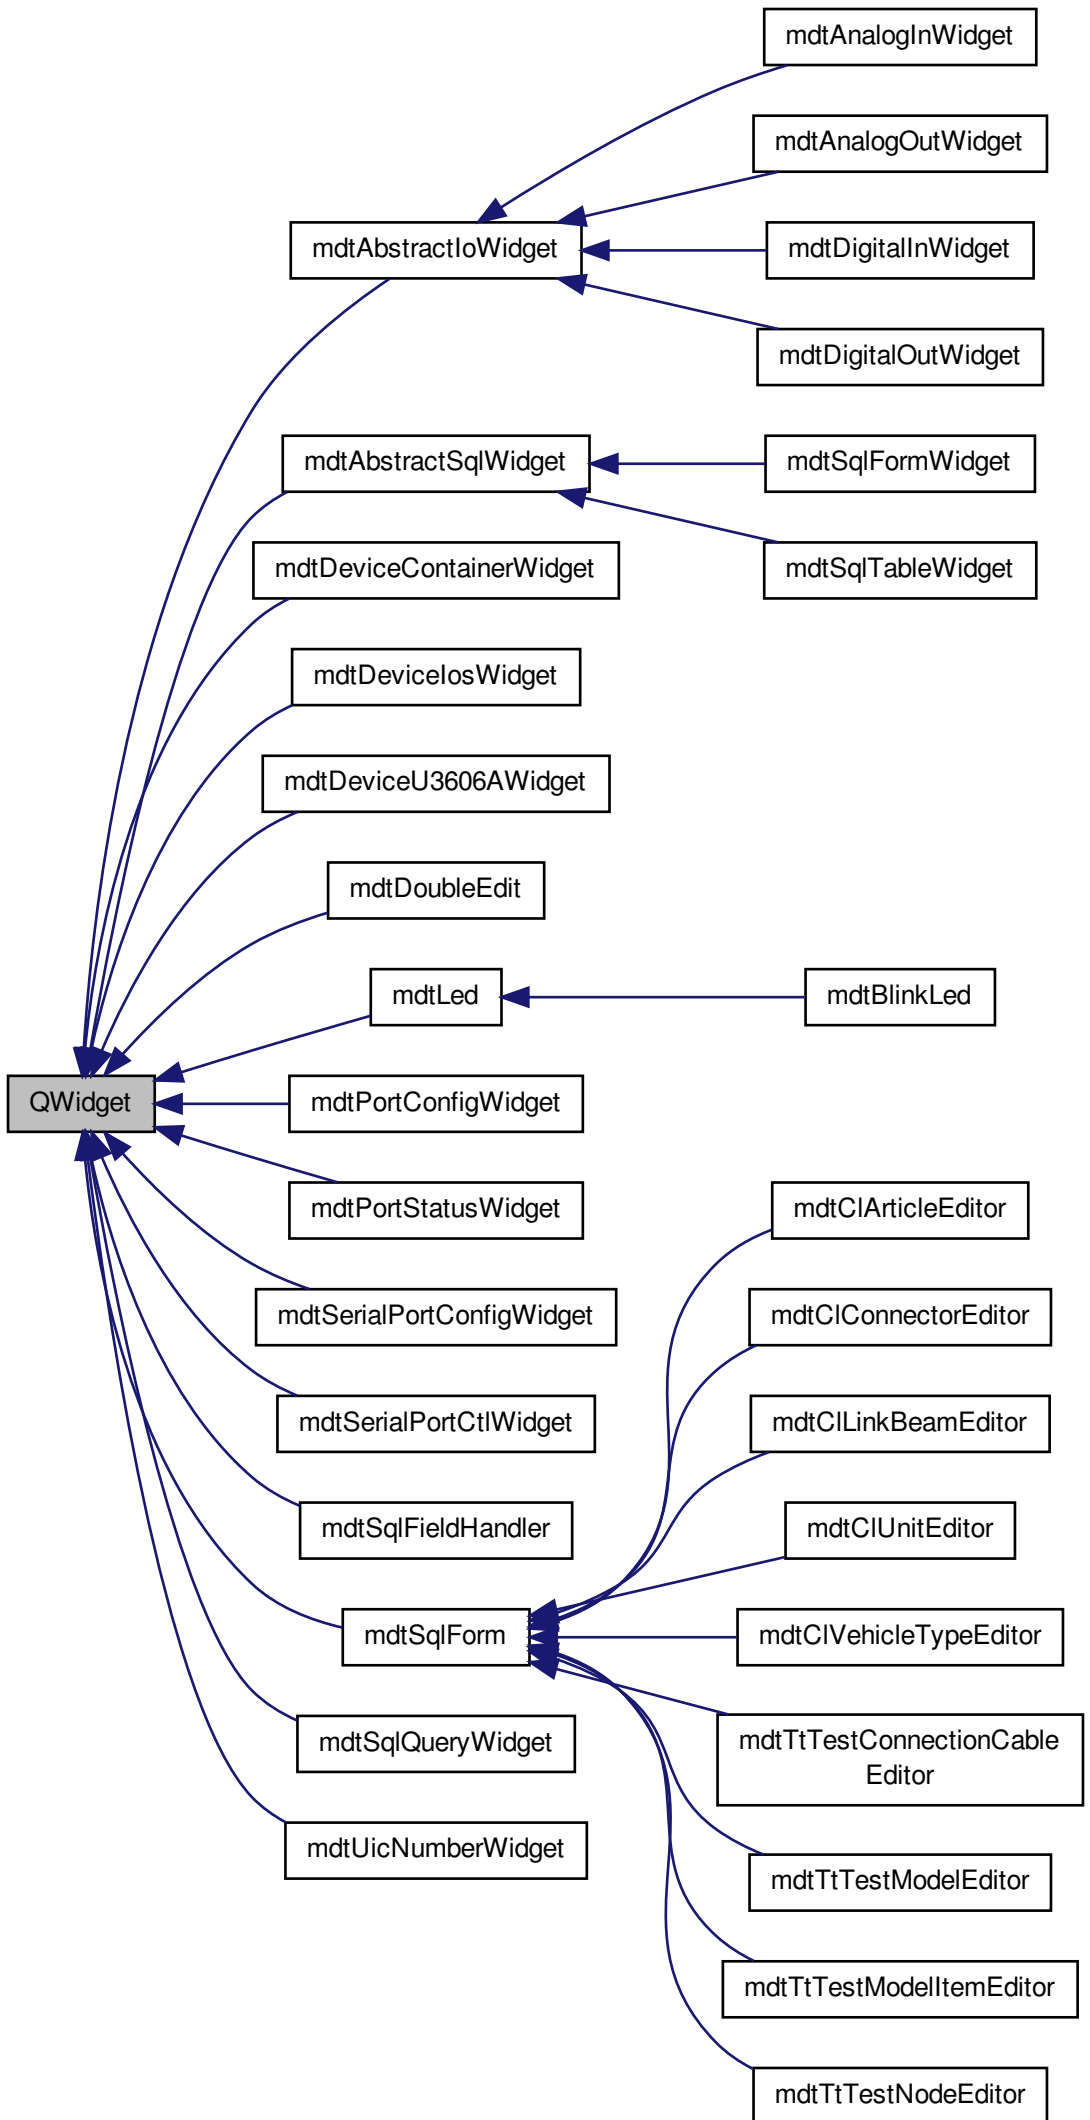 mdtAnalogInWidget
mdtAnalogOutWidget
mdtAbstractIoWidget
mdtDigitalInWidget
mdtDigitalOutWidget
mdtAbstractSqlWidget
mdtSqlFormWidget
mdtDeviceContainerWidget
mdtSqlTableWidget
mdtDeviceIosWidget
mdtDeviceU3606AWidget
mdtDoubleEdit
mdtLed
mdtBlinkLed
QWidget
mdtPortConfigWidget
mdtPortStatusWidget
mdtClArticleEditor
mdtSerialPortConfigWidget
mdtClConnectorEditor
mdtSerialPortCtlWidget
mdtClLinkBeamEditor
mdtSqlFieldHandler
mdtClUnitEditor
mdtSqlForm
mdtClVehicleTypeEditor
mdtSqlQueryWidget
mdtTtTestConnectionCable
Editor
mdtUicNumberWidget
mdtTtTestModelEditor
mdtTtTestModelItemEditor
mdtTtTestNodeEditor